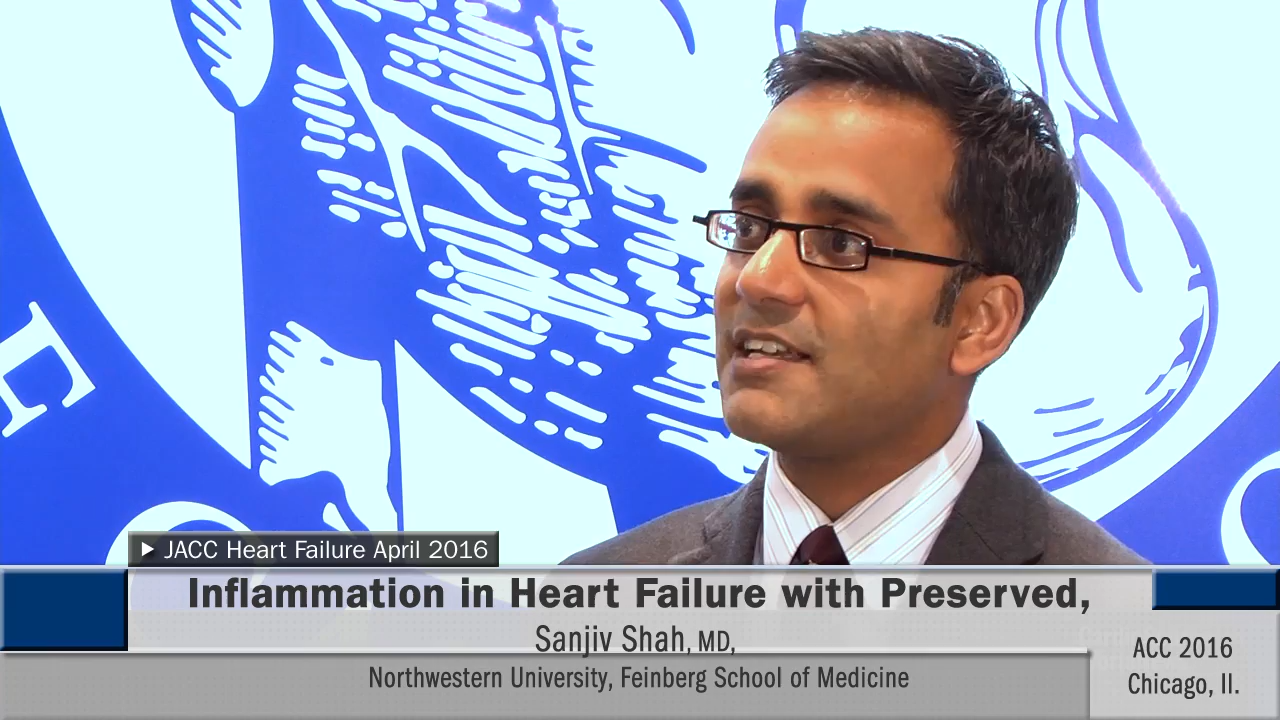 JACC Heart Failure April 2016
Inflammation in Heart Failure with Preserved,
Sanjiv Shah, MD,
Northwestern University, Feinberg School of Medicine
ACC 2016
Chicago, Il.